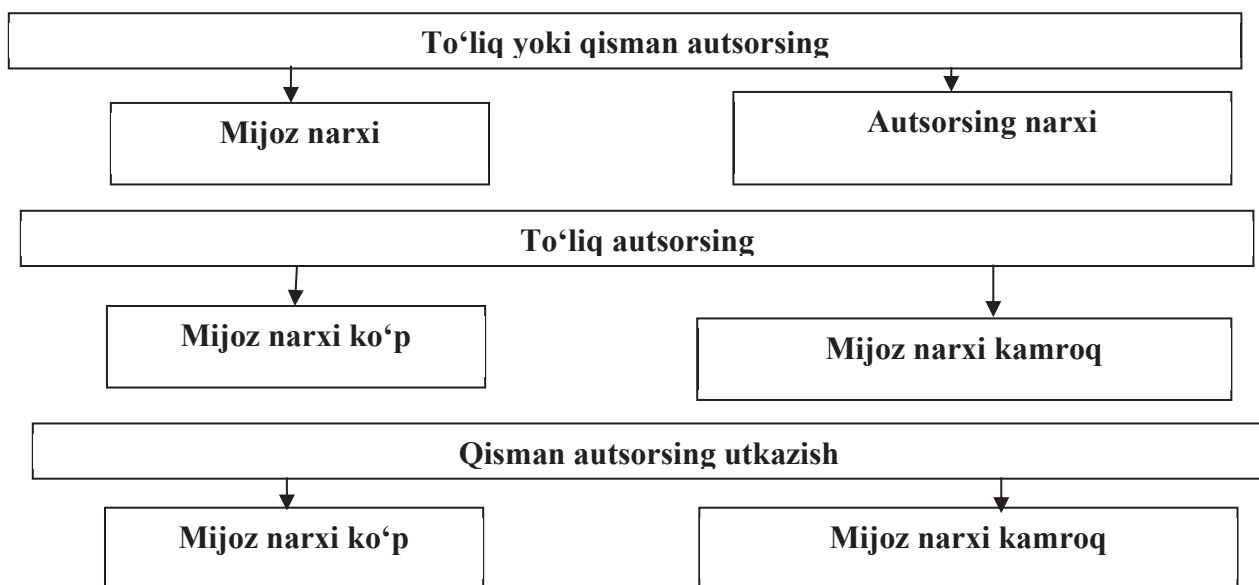 To‘liq yoki qisman autsorsing
Mijoz narxi
Autsorsing narxi
To‘liq autsorsing
Mijoz narxi ko‘p
Mijoz narxi kamroq
Qisman autsorsing utkazish
Mijoz narxi ko‘p
Mijoz narxi kamroq